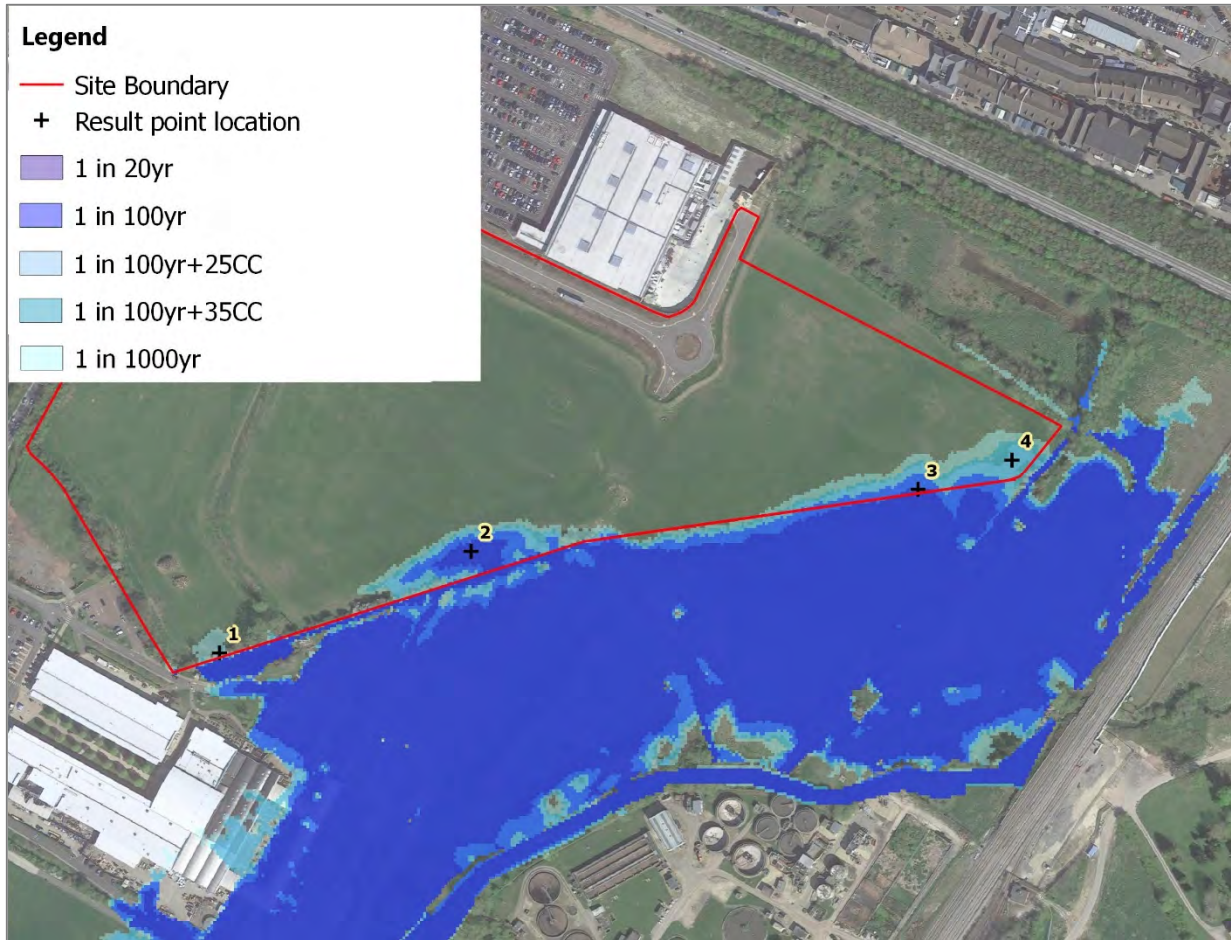 Legend
Site Boundary
Result point location
1 in 20yr
1 in 100yr
1 in 100yr+25CC
1 in 100yr+35CC
1 in 1000yr
4
3
2
1